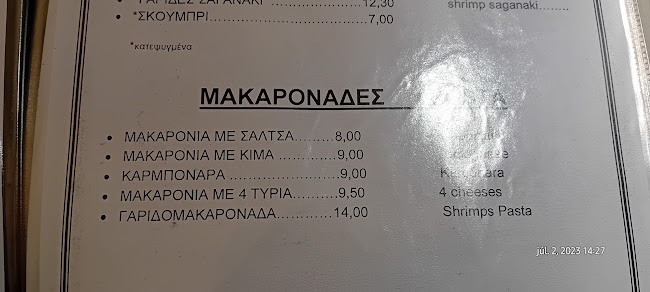 ΓΑΡΙΔΕΣ ΣΑΓΑΝΑΚΙ ........................12,30 shrimp saganaki........
*ΣΚΟΥΜΠΡΙ..............................7,00
*κατεψυγμένα
ΜΑΚΑΡΟΝΑΔΕΣ
• ΜΑΚΑΡΟΝΙΑ ΜΕ ΣΑΛΤΣΑ.........8,00
• ΜΑΚΑΡΟΝΙΑ ΜΕ ΚΙΜΑ .............9,00
• ΚΑΡΜΠΟΝΑΡΑ .........................9,00
• ΜΑΚΑΡΟΝΙΑ ΜΕ 4 ΤΥΡΙΑ..........9,50 4 cheeses
• ΓΑΡΙΔΟΜΑΚΑΡΟΝΑΔΑ..............14,00 Shrimps Pasta
júl. 2, 2023 14:27